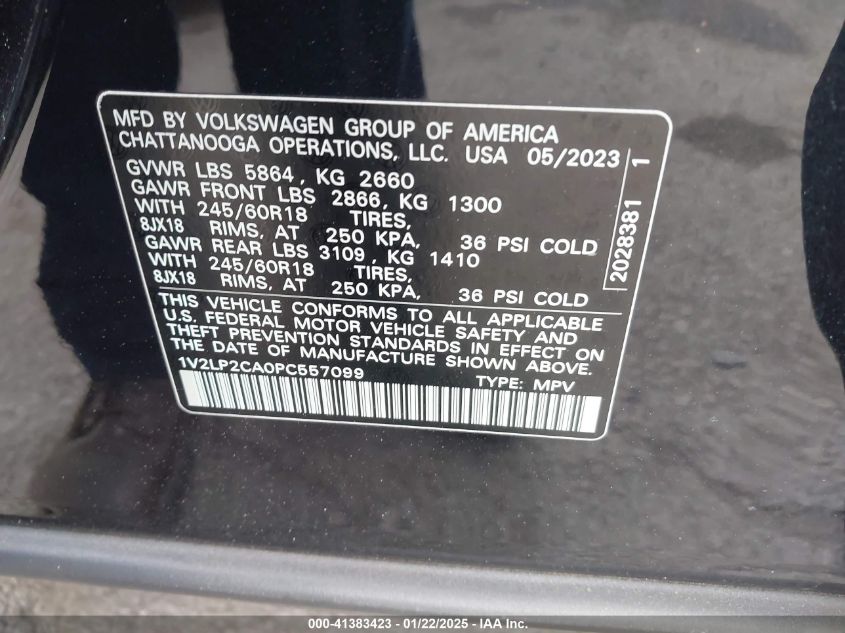 MFD BY VOLKSWAGEN GROUP OF AMERICA
CHATTANOOGA OPERATIONS, LLC. USA 05/2023
GVWR LBS 5864, KG 2660
GAWR FRONT LBS 2866, KG 1300
WITH 245/60R18 TIRES,
8JX18 RIMS, AT 250 KPA, 36 PSI COLD
GAWR REAR LBS 3109, KG 1410
WITH 245/60R18 TIRES,
8JX18 RIMS, AT 250 KPA, 36 PSI COLD
THIS VEHICLE CONFORMS TO ALL APPLICABLE
U.S. FEDERAL MOTOR VEHICLE SAFETY AND
THEFT PREVENTION STANDARDS IN EFFECT ON
THE DATE OF MANUFACTURE SHOWN ABOVE.
1V2LP2CA0PC557099 TYPE: MPV
2028381 1
000-41383423 - 01/22/2025 - Copyright © IAA, Inc.